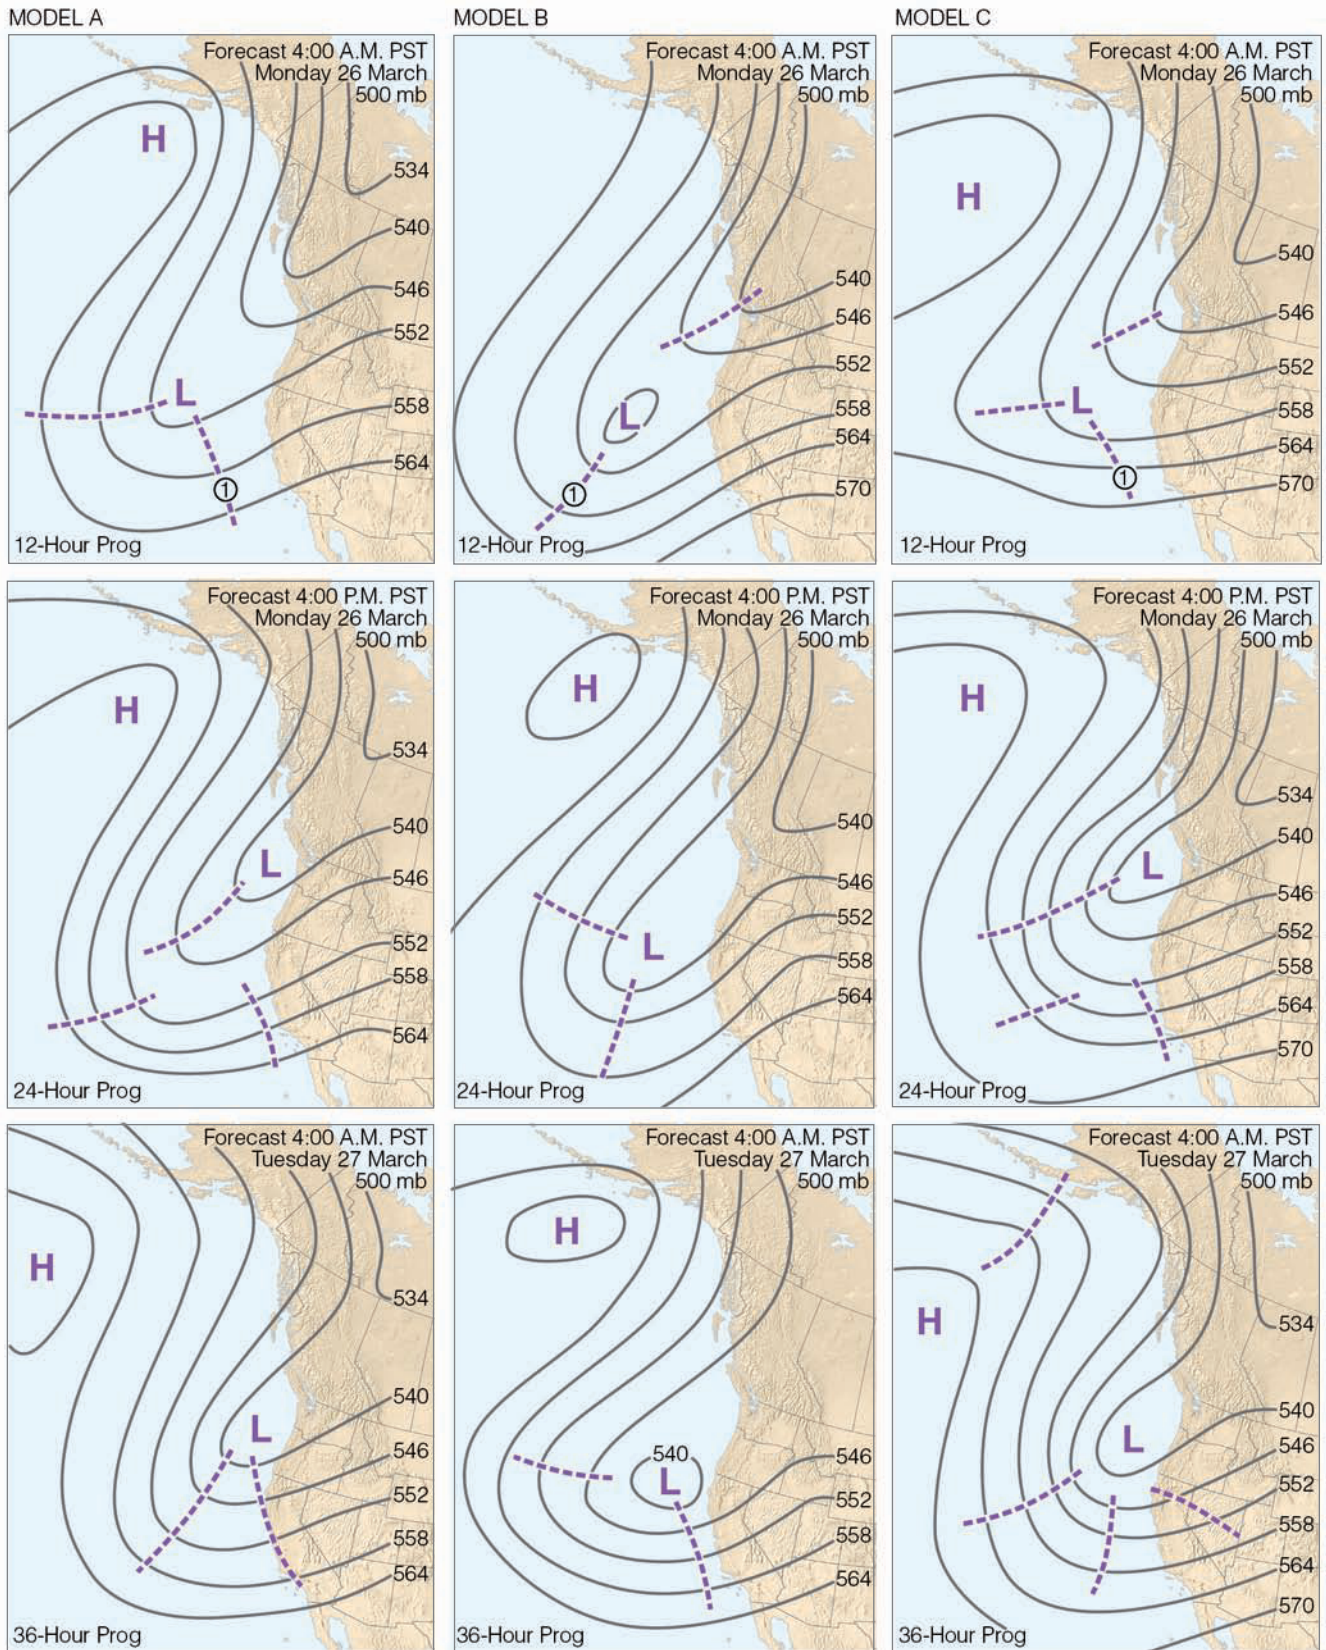 MODEL A
MODEL B
MODEL C
Forecast 4:00 A.M. PST
Monday 26 March
500 mb
H
534
540
546
552
L
558
564
1
12-Hour Prog
Forecast 4:00 A.M. PST
Monday 26 March
500 mb
540
546
552
L
558
564
570
1
12-Hour Prog
Forecast 4:00 A.M. PST
Monday 26 March
500 mb
H
540
546
552
L
558
564
1
570
12-Hour Prog
Forecast 4:00 P.M. PST
Monday 26 March
500 mb
H
534
540
L
546
552
558
564
24-Hour Prog
Forecast 4:00 P.M. PST
Monday 26 March
500 mb
H
540
546
552
L
558
564
24-Hour Prog
Forecast 4:00 P.M. PST
Monday 26 March
500 mb
H
534
540
L
546
552
558
564
570
24-Hour Prog
Forecast 4:00 A.M. PST
Tuesday 27 March
500 mb
H
534
540
L
546
552
558
564
36-Hour Prog
Forecast 4:00 A.M. PST
Tuesday 27 March
500 mb
H
540
546
L
552
558
564
36-Hour Prog
Forecast 4:00 A.M. PST
Tuesday 27 March
500 mb
H
534
540
L
546
552
558
564
570
36-Hour Prog